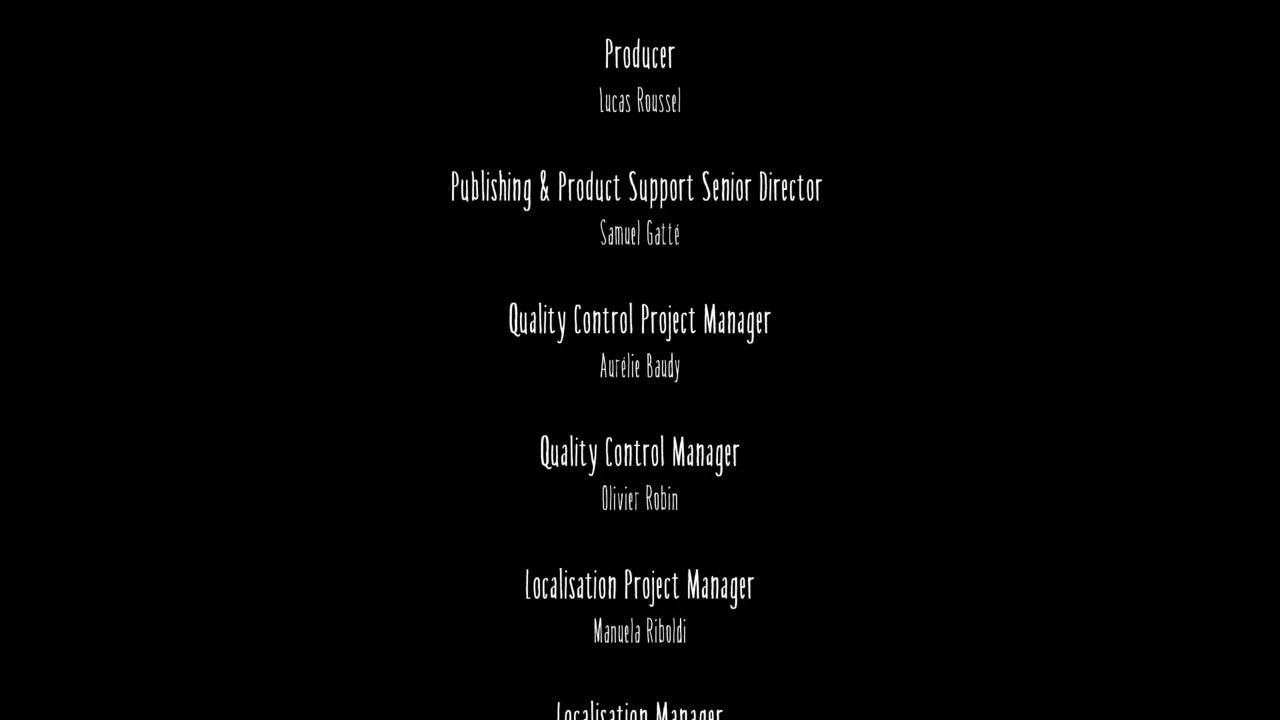 Producer
Lucas Roussel
Publishing & Product Support Senior Director
Samuel Gatté
Quality Control Project Manager
Aurélie Baudy
Quality Control Manager
Olivier Robin
Localisation Project Manager
Manuela Riboldi
Localisation Manager